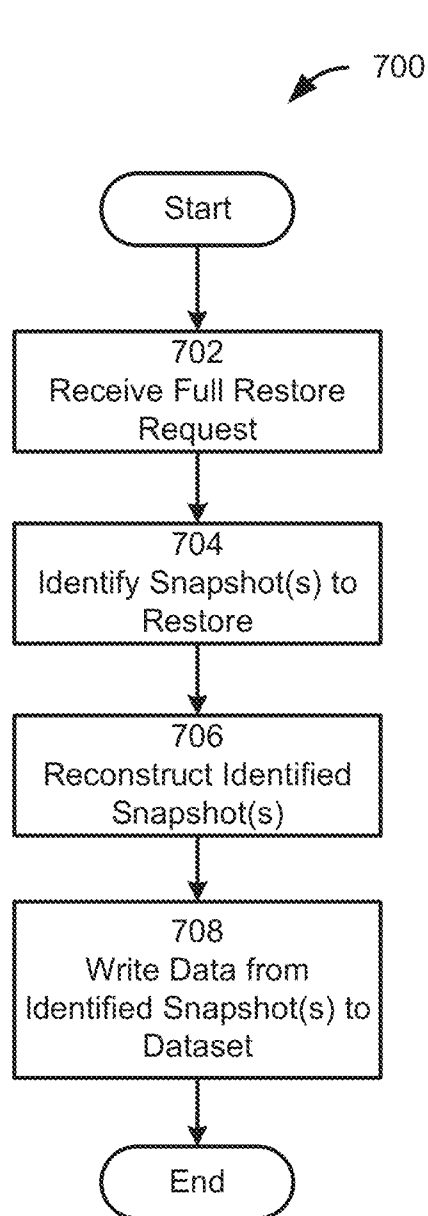 700
Start
702
Receive Full Restore
Request
704
Identify Snapshot(s) to
Restore
706
Reconstruct Identified
Snapshot(s)
708
Write Data from
Identified Snapshot(s) to
Dataset
End